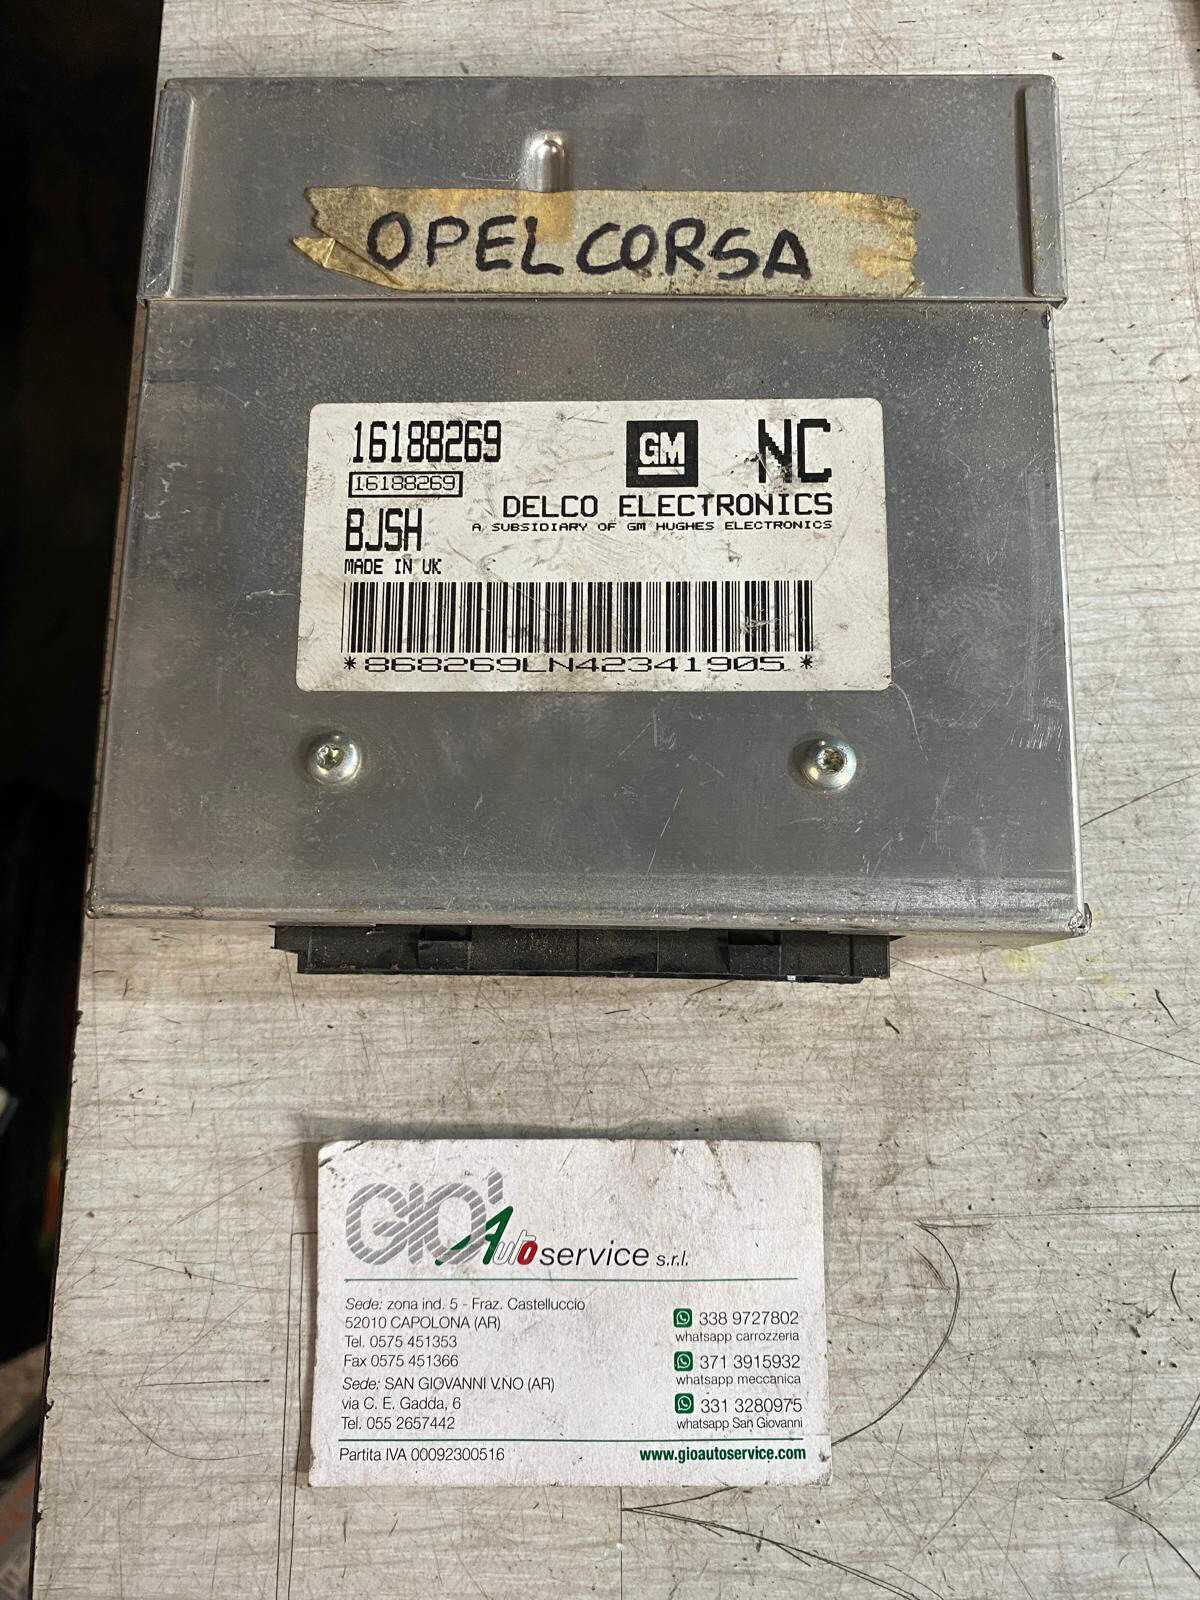 OPEL CORSA
16188269
16188269
BJSH
MADE IN UK
GM
NC
DELCO ELECTRONICS
A SUBSIDIARY OF GM HUGHES ELECTRONICS
*868269LN42341905*
GIO' Auto service s.r.l.
Sede: zona ind. 5 - Fraz. Castelluccio
52010 CAPOLONA (AR)
Tel. 0575 451353
Fax 0575 451366
Sede: SAN GIOVANNI V.NO (AR)
via C. E. Gadda, 6
Tel. 055 2657442
338 9727802
whatsapp carrozzeria
371 3915932
whatsapp meccanica
331 3280975
whatsapp San Giovanni
Partita IVA 00092300516
www.gioautoservice.com